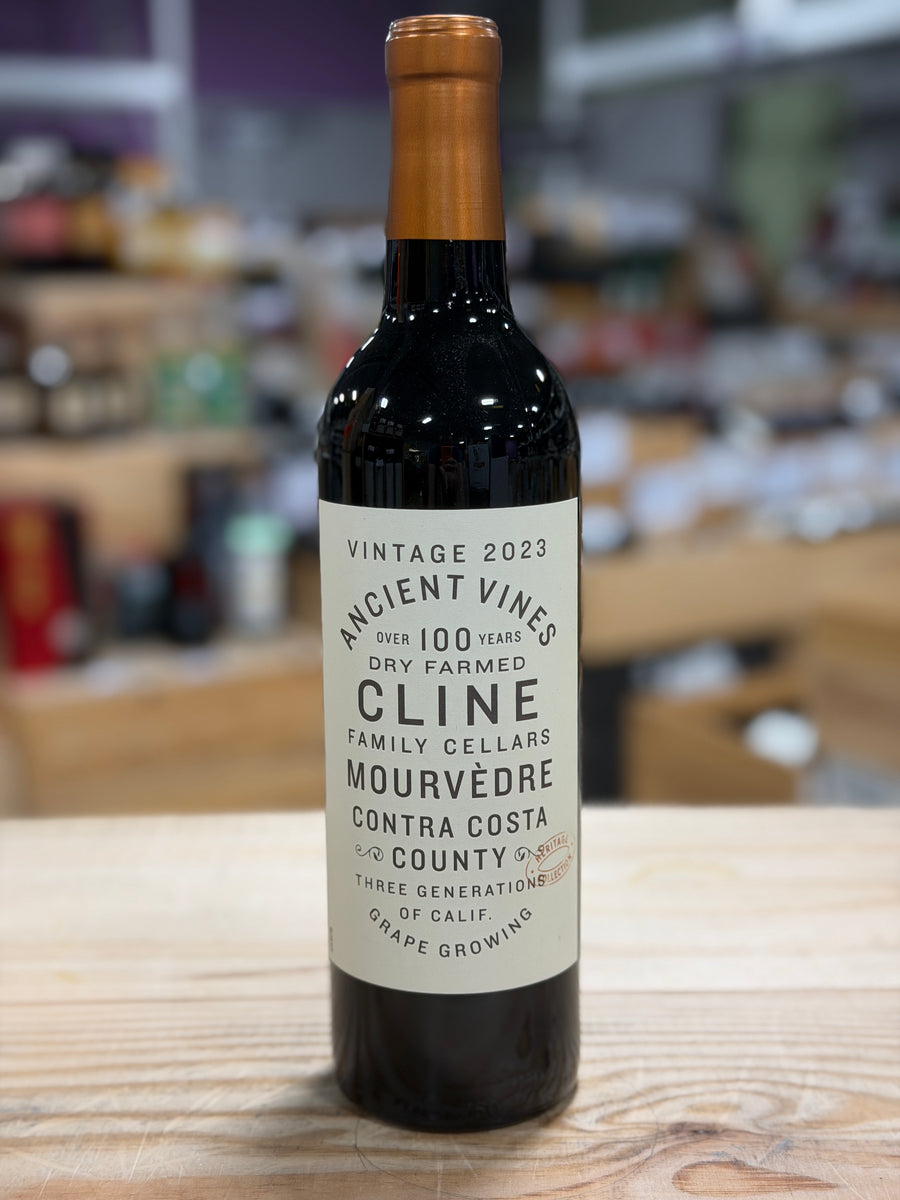 VINTAGE 2023
ANCIENT VINES
OVER 100 YEARS
DRY FARMED
CLINE
FAMILY CELLARS
MOURVÈDRE
CONTRA COSTA
COUNTY
HERITAGE
COLLECTION
THREE GENERATIONS
OF CALIF.
GRAPE GROWING